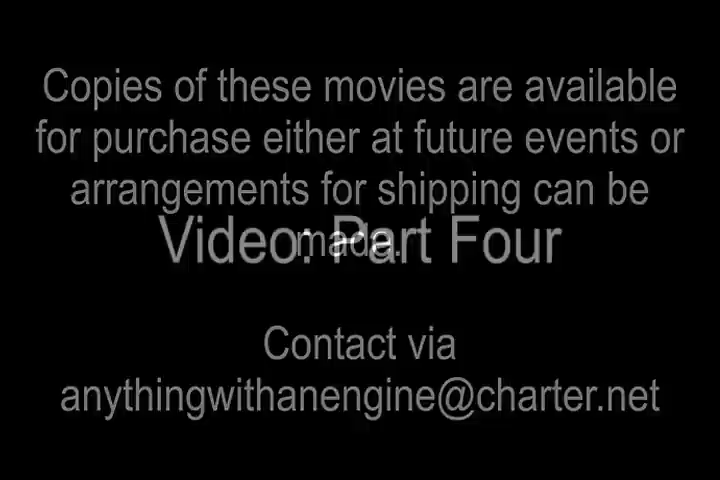 Copies of these movies are available
for purchase either at future events or
arrangements for shipping can be
made.
Video: Part Four
Contact via
anythingwithanengine@charter.net